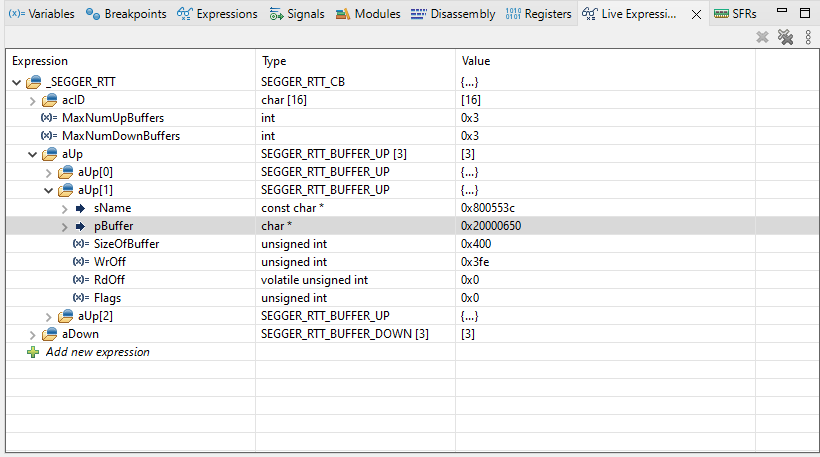 (x)= Variables Breakpoints Expressions Signals Modules Disassembly 1010 0101 Registers Live Expressi... SFRs
Expression Type Value
_SEGGER_RTT SEGGER_RTT_CB {...}
acID char [16] [16]
(x)= MaxNumUpBuffers int 0x3
(x)= MaxNumDownBuffers int 0x3
aUp SEGGER_RTT_BUFFER_UP [3] [3]
aUp[0] SEGGER_RTT_BUFFER_UP {...}
aUp[1] SEGGER_RTT_BUFFER_UP {...}
sName const char * 0x800553c
pBuffer char * 0x20000650
(x)= SizeOfBuffer unsigned int 0x400
(x)= WrOff unsigned int 0x3fe
(x)= RdOff volatile unsigned int 0x0
(x)= Flags unsigned int 0x0
aUp[2] SEGGER_RTT_BUFFER_UP {...}
aDown SEGGER_RTT_BUFFER_DOWN [3] [3]
Add new expression